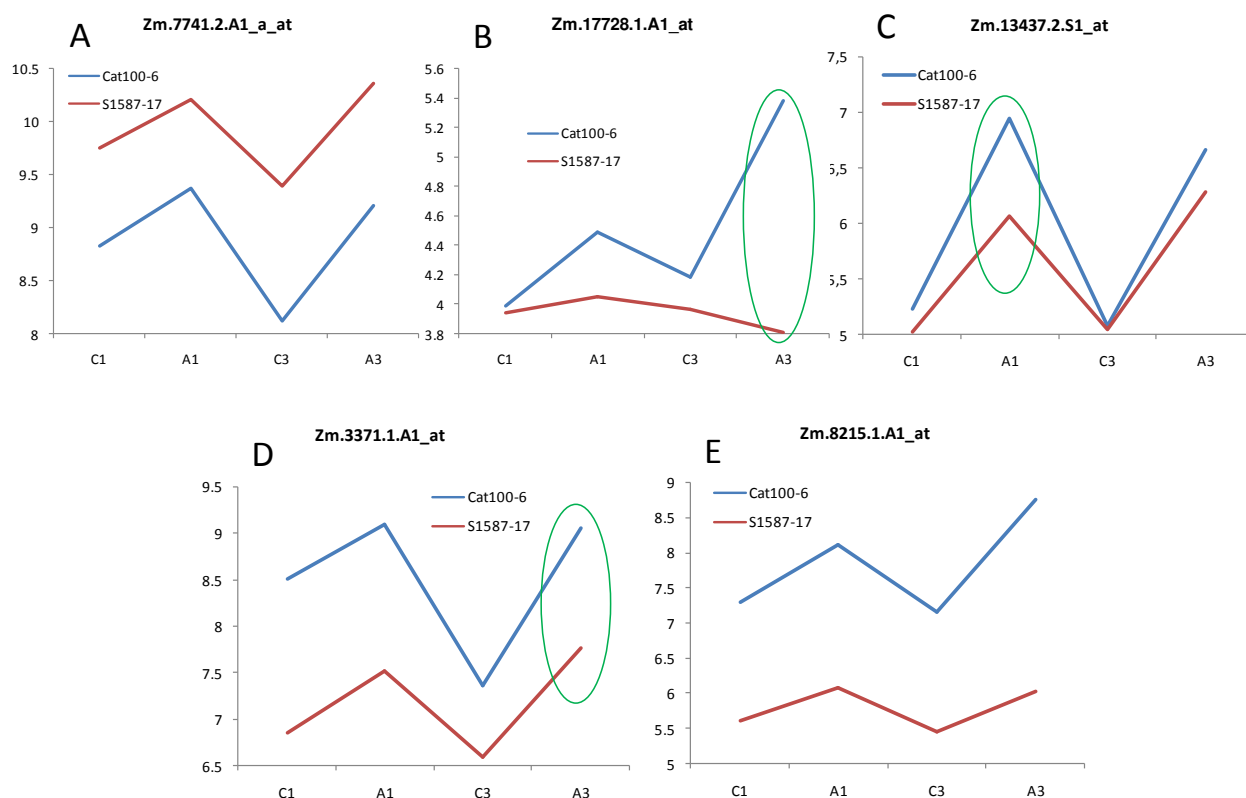 A
Zm.7741.2.A1_a_at
10.5
10
9.5
9
8.5
8
Cat100-6
S1587-17
C1 A1 C3 A3
B
Zm.17728.1.A1_at
5.6
5.4
5.2
5
4.8
4.6
4.4
4.2
4
3.8
Cat100-6
S1587-17
C1 A1 C3 A3
C
Zm.13437.2.S1_at
7,5
7
6,5
6
5,5
5
Cat100-6
S1587-17
C1 A1 C3 A3
D
Zm.3371.1.A1_at
9.5
9
8.5
8
7.5
7
6.5
Cat100-6
S1587-17
C1 A1 C3 A3
E
Zm.8215.1.A1_at
9
8.5
8
7.5
7
6.5
6
5.5
5
Cat100-6
S1587-17
C1 A1 C3 A3